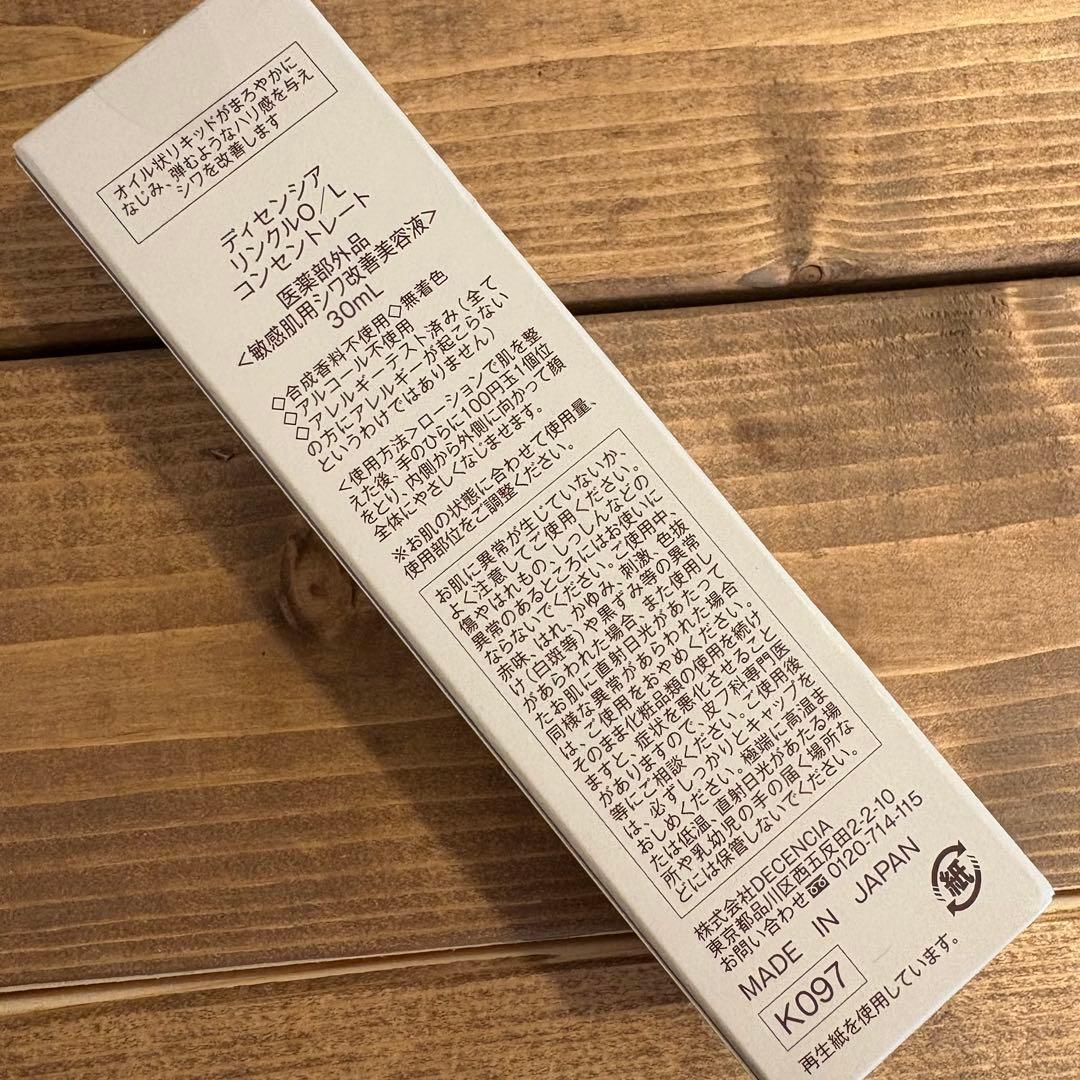 オイル状リキッドがまろやかに
なじみ、弾むようなハリ感を与え
シワを改善します
ディセンシア
リンクルO/L
コンセントレート
医薬部外品
<敏感肌用シワ改善美容液>
30mL
◇合成香料不使用◇無着色
◇アルコール不使用
◇アレルギーテスト済み(全て
の方にアレルギーが起こらない
というわけではありません)
<使用方法>ローションで肌を整
えた後、手のひらに100円玉1個位
をとり、内側から外側に向かって顔
全体にやさしくなじませます。
※お肌の状態に合わせて使用量、
使用部位をご調整ください。
お肌に異常が生じていないか、
よく注意してご使用ください。
傷やはれもの、しっしんなどの
異常のあるところにはお使いに
ならないでください。ご使用中、
赤味、はれ、かゆみ、刺激、色抜
け(白斑等)や黒ずみ等の異常
があらわれた場合、また使用し
たお肌に直射日光があたって
同様な異常があらわれた場合
は、ご使用をおやめください。
そのまま化粧品類の使用を続け
ますと、症状を悪化させること
がありますので、皮フ科専門医
等にご相談ください。ご使用後
は、必ずしっかりとキャップを
おしめください。極端に高温ま
たは低温、直射日光があたる場
所や乳幼児の手の届く場所な
どには保管しないでください。
株式会社DECENCIA
東京都品川区西五反田2-2-10
お問い合わせ 0120-714-115
MADE IN JAPAN
紙
K097
再生紙を使用しています。